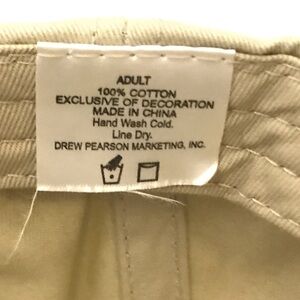 ADULT
100% COTTON
EXCLUSIVE OF DECORATION
MADE IN CHINA
Hand Wash Cold.
Line Dry.
DREW PEARSON MARKETING, INC.